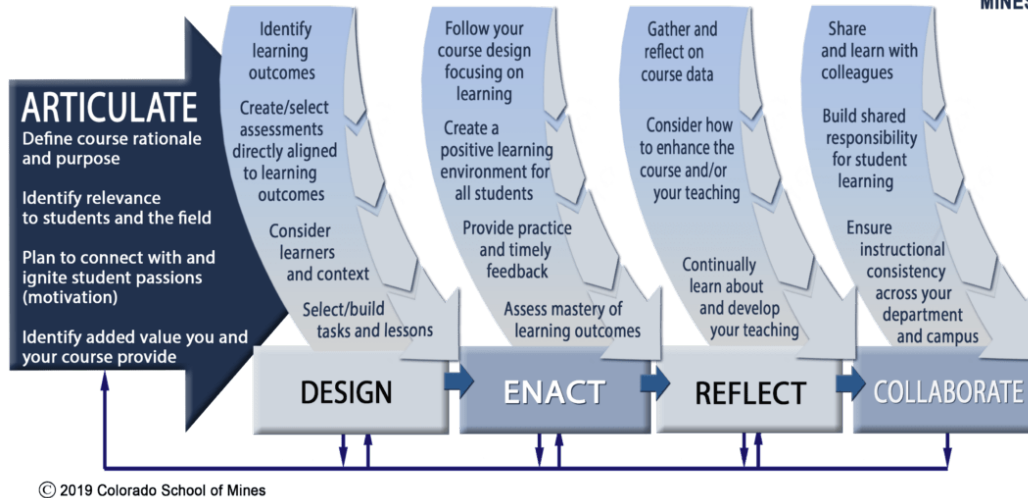 MINES
ARTICULATE
Define course rationale
and purpose
Identify relevance
to students and the field
Plan to connect with and
ignite student passions
(motivation)
Identify added value you and
your course provide
Identify
learning
outcomes
Create/select
assessments
directly aligned
to learning
outcomes
Consider
learners
and context
Select/build
tasks and lessons
DESIGN
Follow your
course design
focusing on
learning
Create a
positive learning
environment for
all students
Provide practice
and timely
feedback
Assess mastery of
learning outcomes
ENACT
Gather and
reflect on
course data
Consider how
to enhance the
course and/or
your teaching
Continually
learn about
and develop
your teaching
REFLECT
Share
and learn with
colleagues
Build shared
responsibility
for student
learning
Ensure
instructional
consistency
across your
department
and campus
COLLABORATE
© 2019 Colorado School of Mines